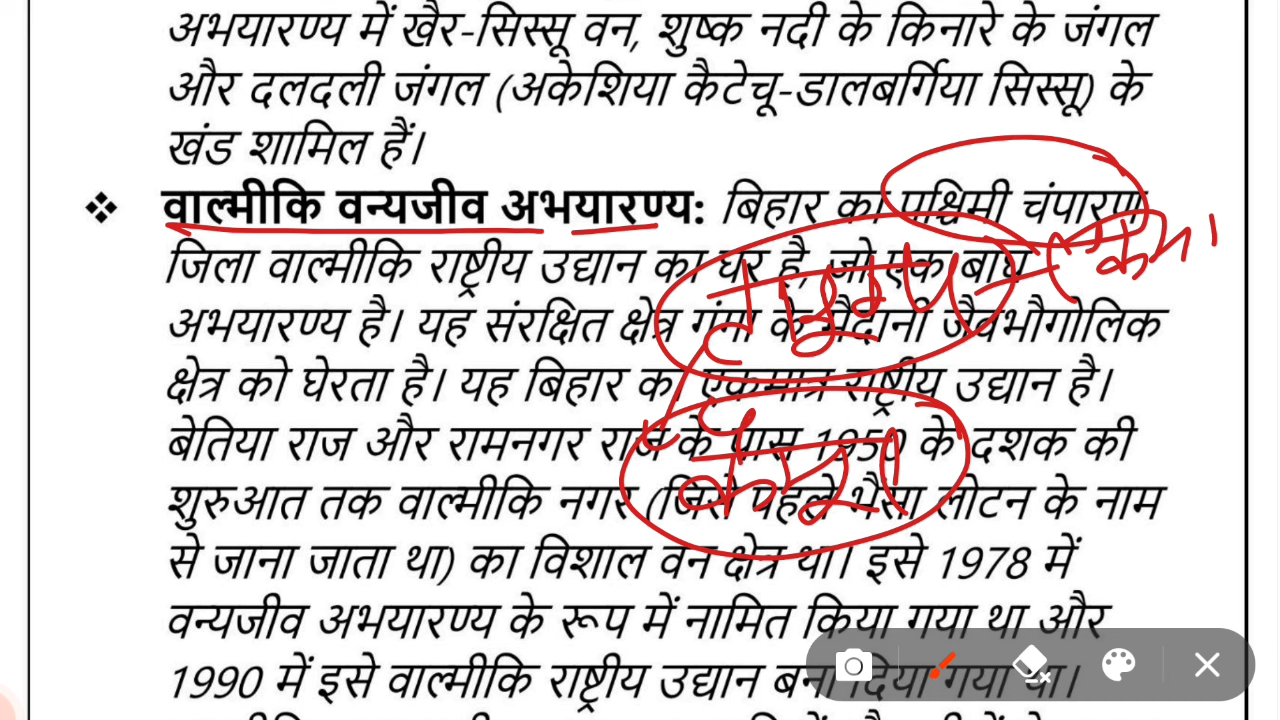 अभयारण्य में खैर-सिस्सू वन, शुष्क नदी के किनारे के जंगल
और दलदली जंगल (अकेशिया कैटेचू-डालबर्गिया सिस्सू) के
खंड शामिल हैं।
❖ वाल्मीकि वन्यजीव अभयारण्य: बिहार का पश्चिमी चंपारण
जिला वाल्मीकि राष्ट्रीय उद्यान का घर है, जो एक बाघ
अभयारण्य है। यह संरक्षित क्षेत्र गंगा के मैदानी जैवभौगोलिक
क्षेत्र को घेरता है। यह बिहार का एकमात्र राष्ट्रीय उद्यान है।
बेतिया राज और रामनगर राज के पास 1950 के दशक की
शुरुआत तक वाल्मीकि नगर (जिसे पहले भैंसा लोटन के नाम
से जाना जाता था) का विशाल वन क्षेत्र था। इसे 1978 में
वन्यजीव अभयारण्य के रूप में नामित किया गया था और
1990 में इसे वाल्मीकि राष्ट्रीय उद्यान बना दिया गया था।